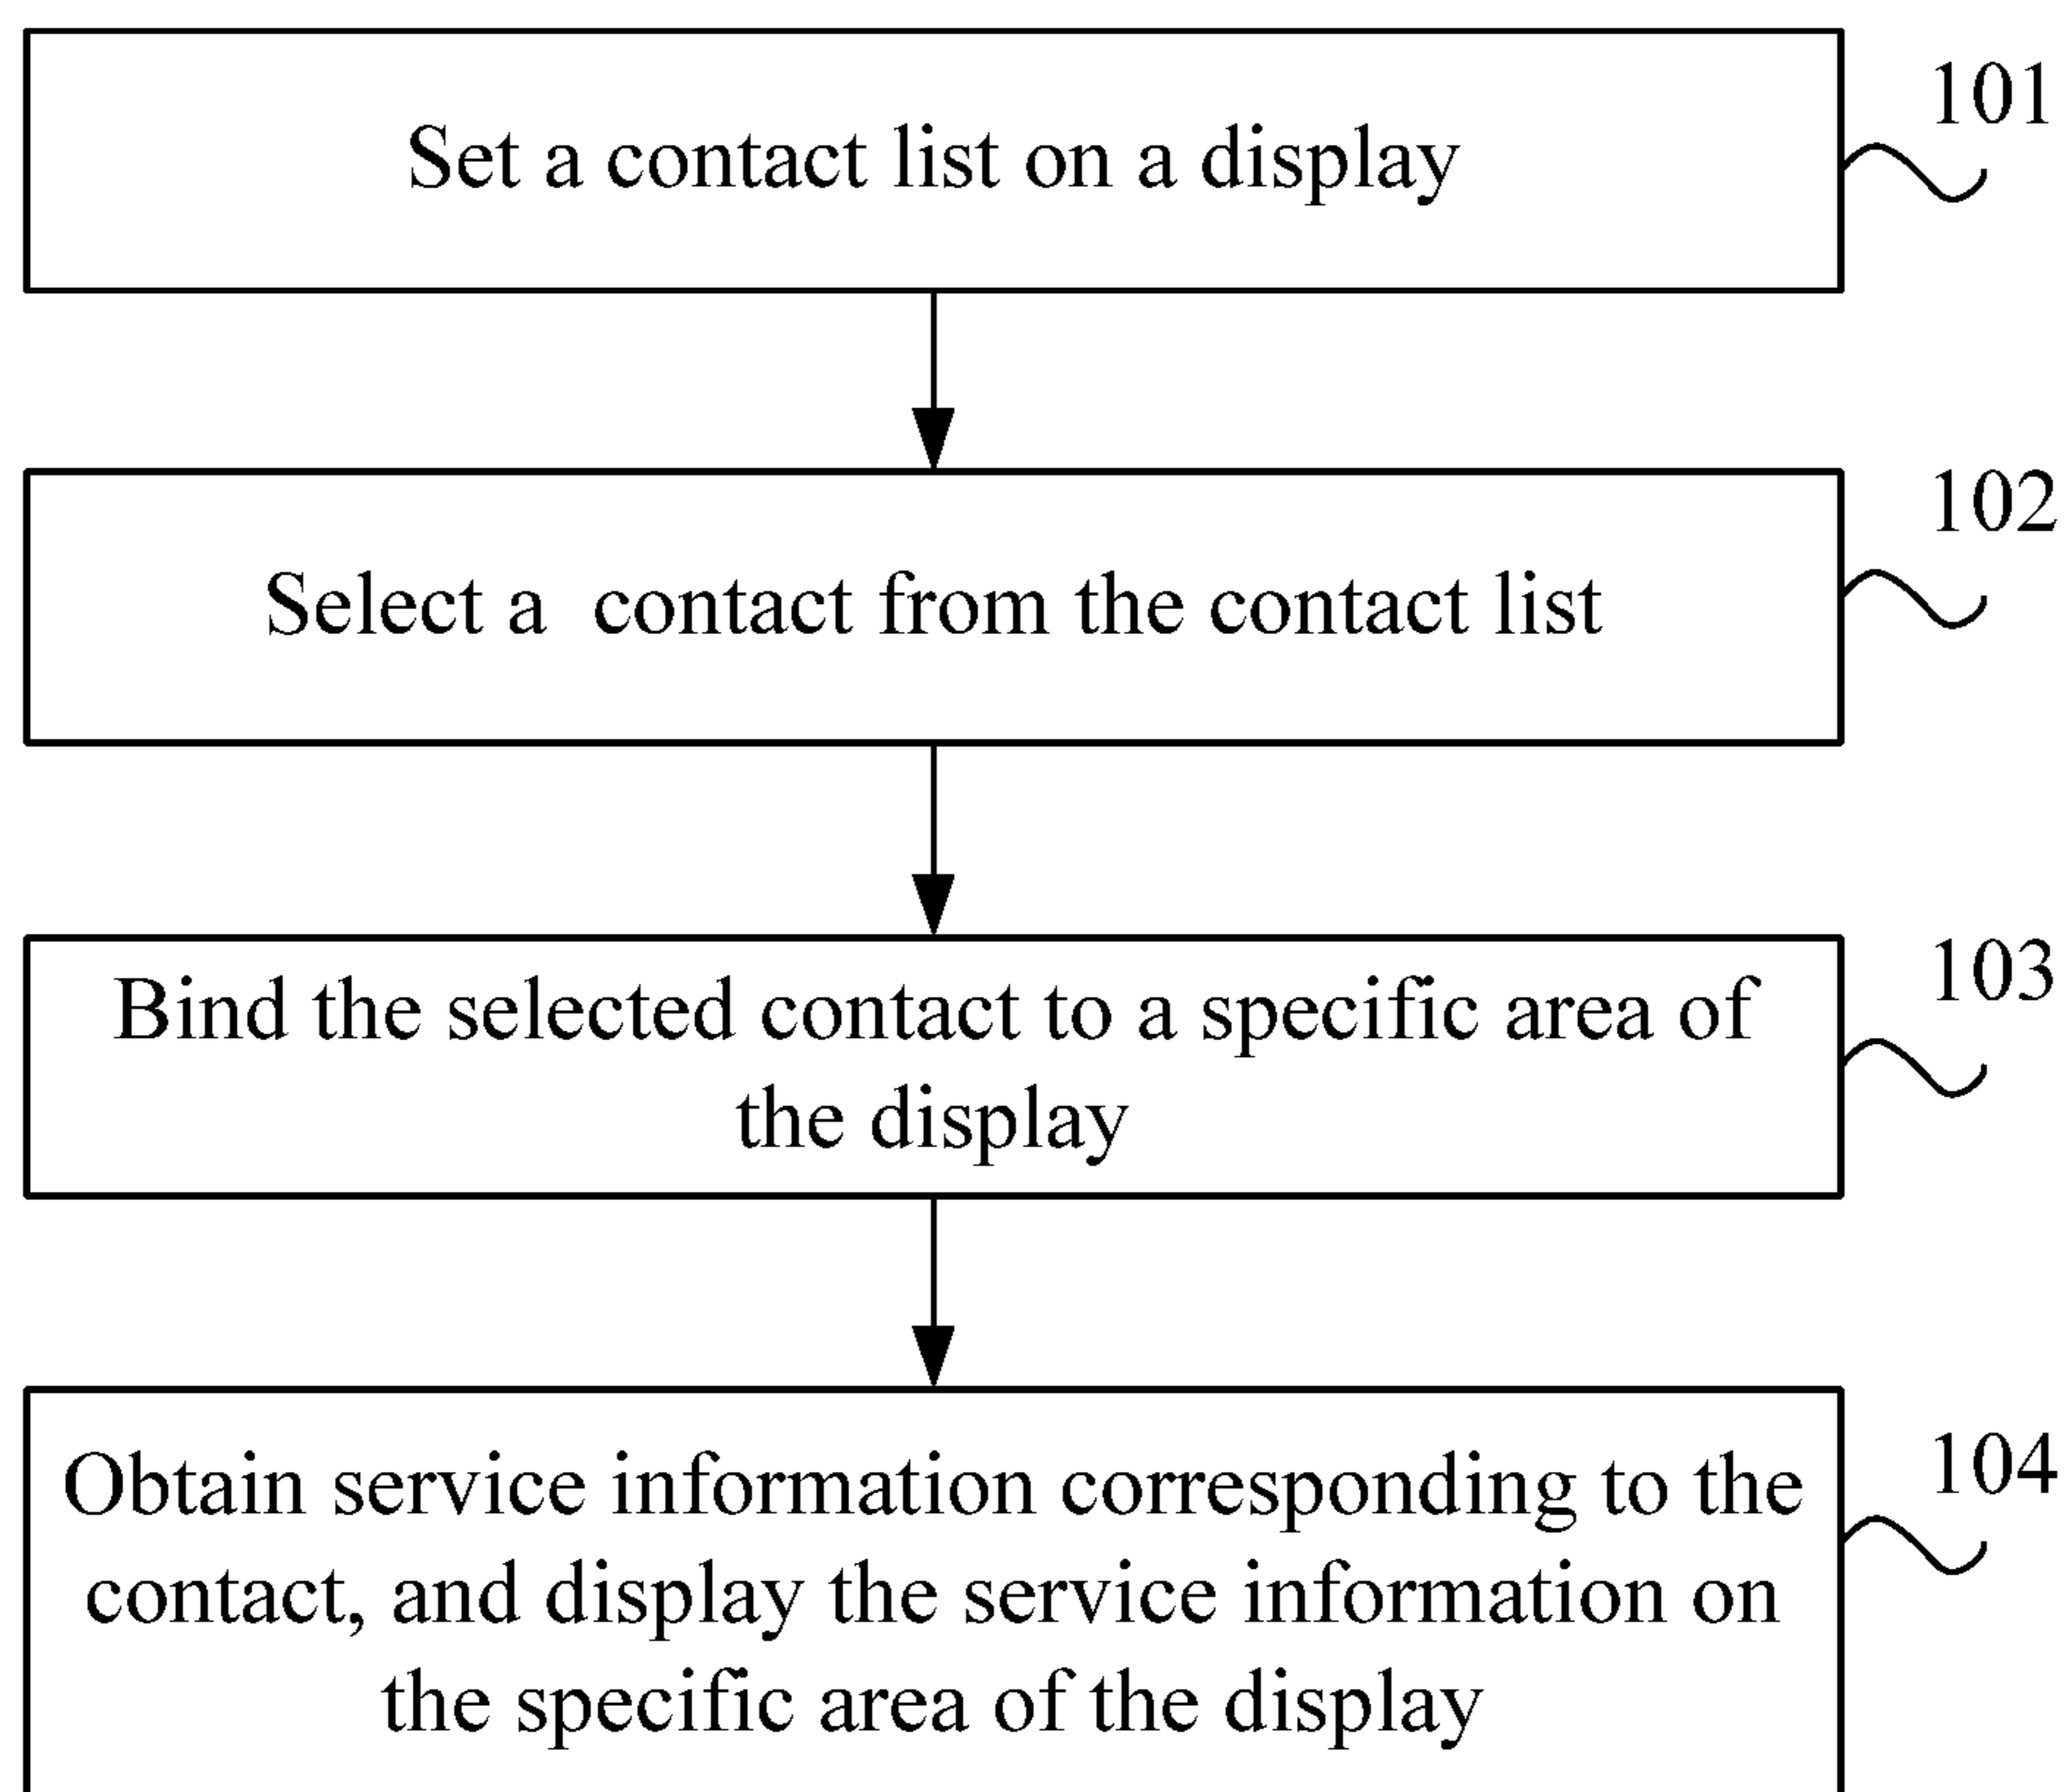 101
Set a contact list on a display
102
Select a contact from the contact list
103
Bind the selected contact to a specific area of
the display
104
Obtain service information corresponding to the
contact, and display the service information on
the specific area of the display